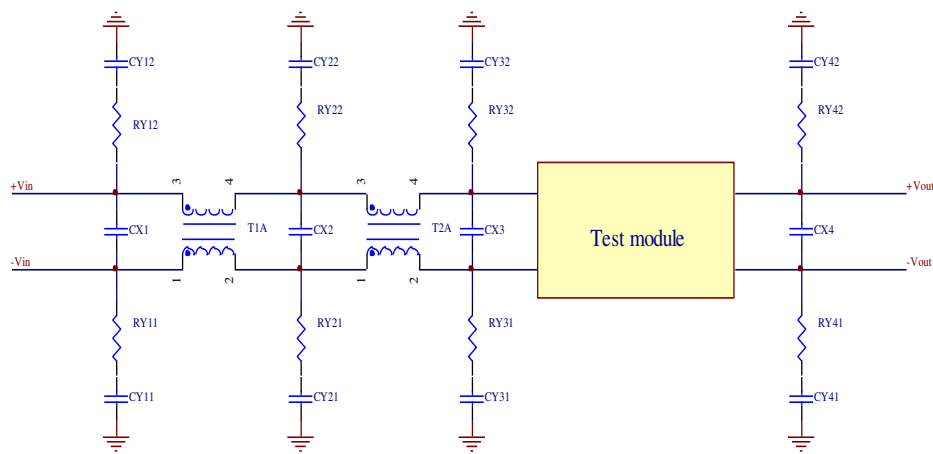 CY12 CY22 CY32 CY42
RY12 RY22 RY32 RY42
+Vin 3 4 3 4 +Vout
CX1 T1A CX2 T2A CX3 Test module CX4
-Vin 1 2 1 2 -Vout
RY11 RY21 RY31 RY41
CY11 CY21 CY31 CY41